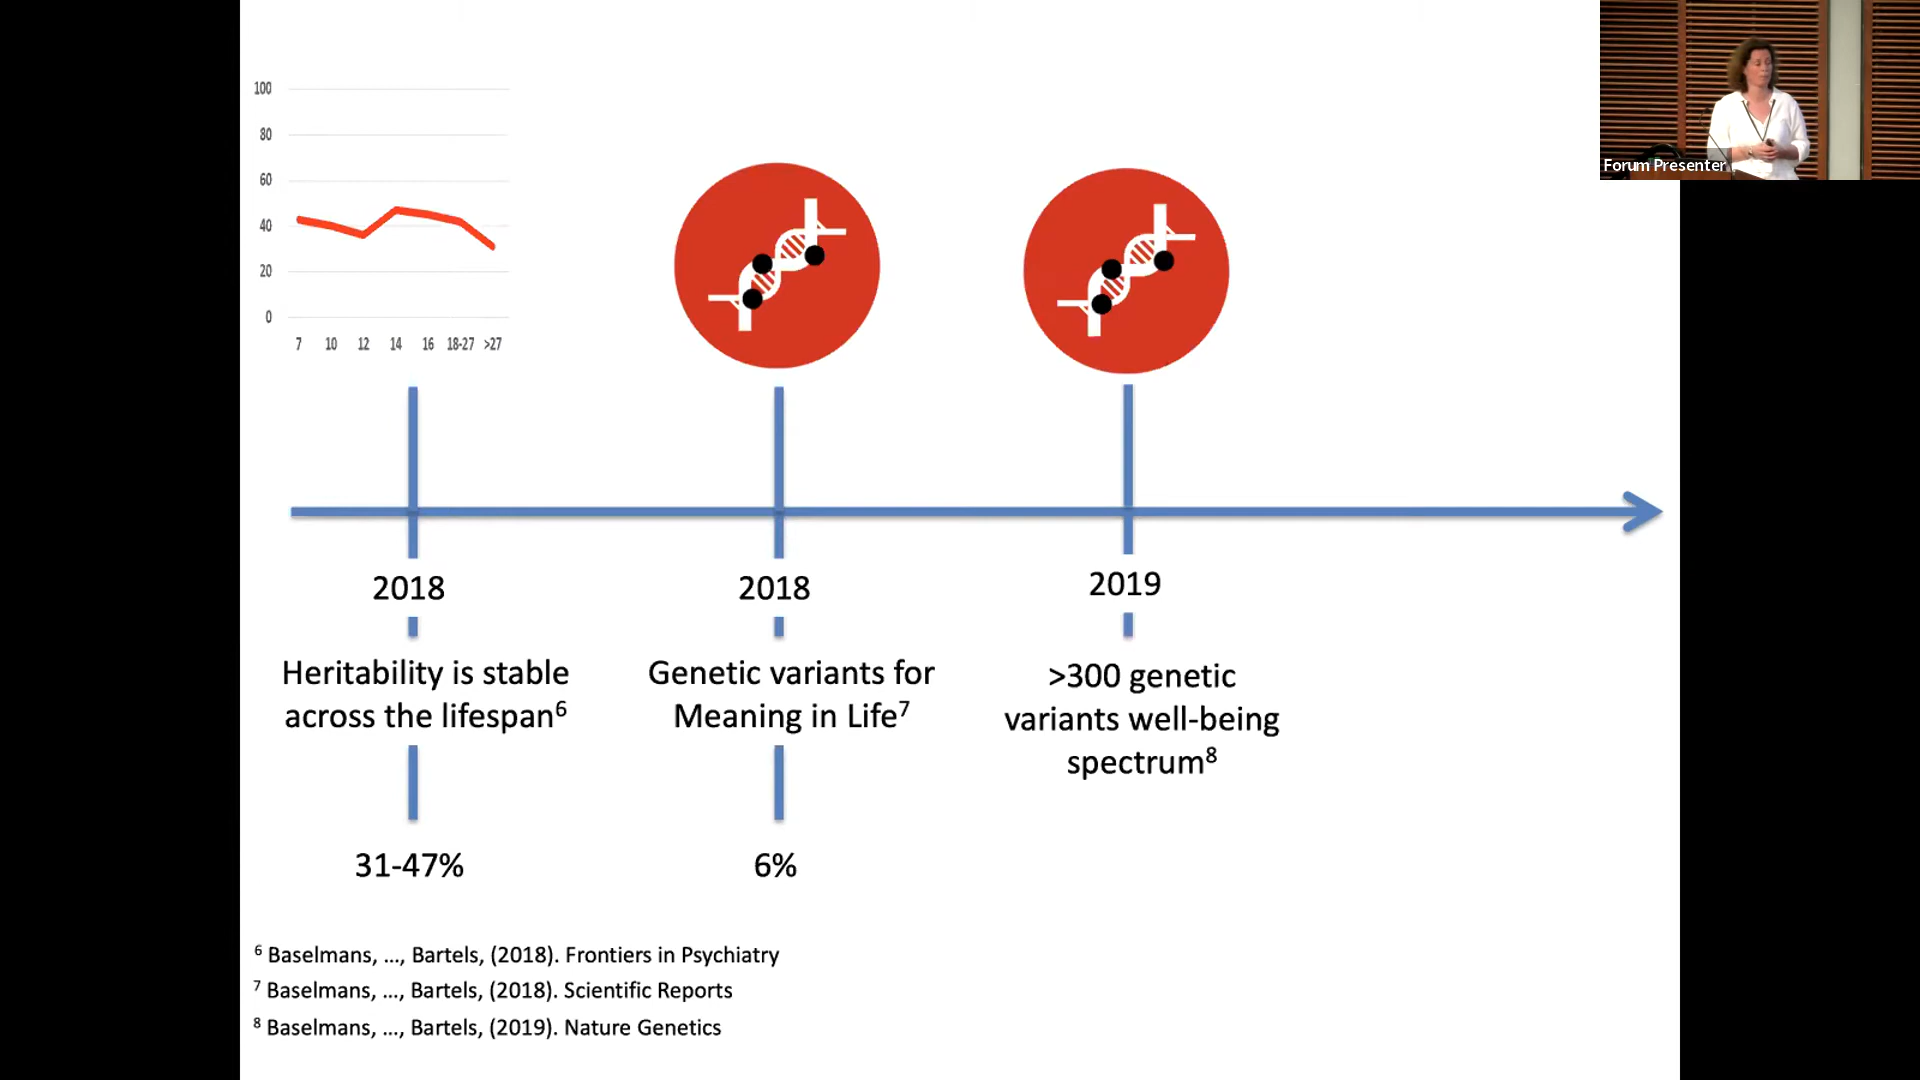 100
80
60
40
20
0
7 10 12 14 16 18-27 >27
Forum Presenter
2018
Heritability is stable
across the lifespan⁶
31-47%
2018
Genetic variants for
Meaning in Life⁷
6%
2019
>300 genetic
variants well-being
spectrum⁸
⁶ Baselmans, ..., Bartels, (2018). Frontiers in Psychiatry
⁷ Baselmans, ..., Bartels, (2018). Scientific Reports
⁸ Baselmans, ..., Bartels, (2019). Nature Genetics